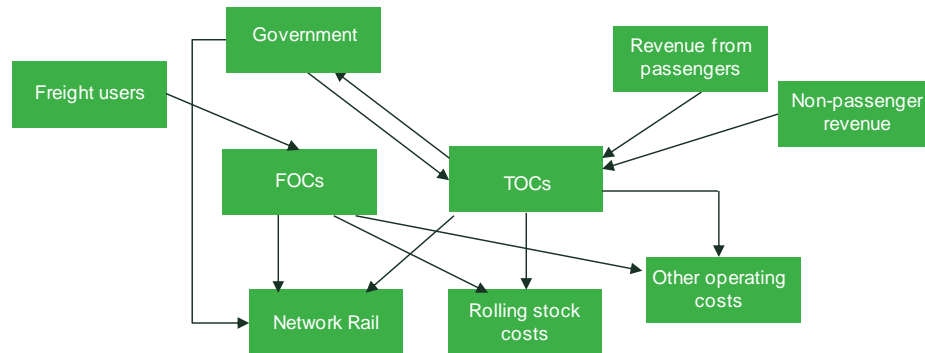 Government
Revenue from
passengers
Freight users
Non-passenger
revenue
FOCs
TOCs
Other operating
costs
Network Rail
Rolling stock
costs